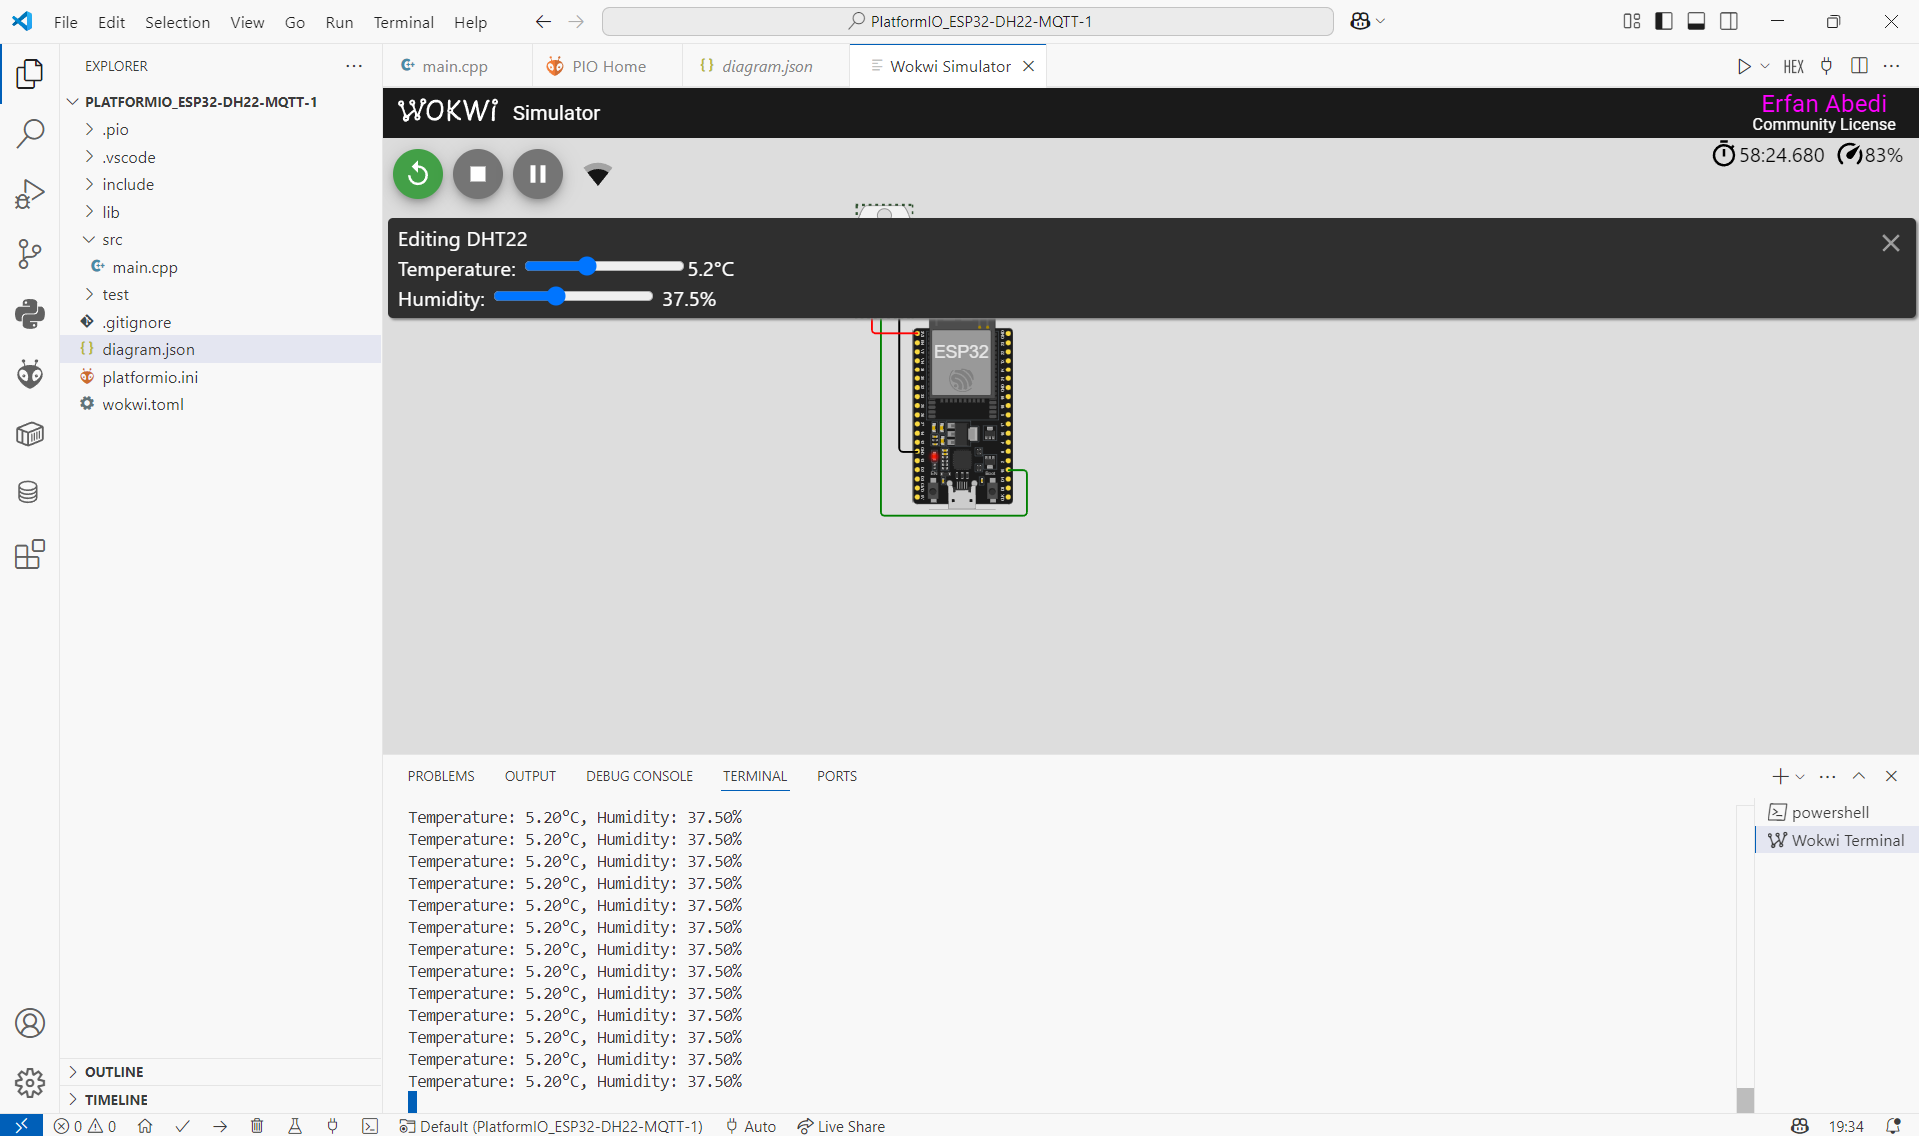 File Edit Selection View Go Run Terminal Help
PlatformIO_ESP32-DH22-MQTT-1
EXPLORER
PLATFORMIO_ESP32-DH22-MQTT-1
.pio
.vscode
include
lib
src
main.cpp
test
.gitignore
diagram.json
platformio.ini
wokwi.toml
OUTLINE
TIMELINE
main.cpp
PIO Home
diagram.json
Wokwi Simulator
HEX
WOKWi Simulator
Erfan Abedi
Community License
58:24.680 83%
Editing DHT22
Temperature: 5.2°C
Humidity: 37.5%
ESP32
PROBLEMS OUTPUT DEBUG CONSOLE TERMINAL PORTS
Temperature: 5.20°C, Humidity: 37.50%
Temperature: 5.20°C, Humidity: 37.50%
Temperature: 5.20°C, Humidity: 37.50%
Temperature: 5.20°C, Humidity: 37.50%
Temperature: 5.20°C, Humidity: 37.50%
Temperature: 5.20°C, Humidity: 37.50%
Temperature: 5.20°C, Humidity: 37.50%
Temperature: 5.20°C, Humidity: 37.50%
Temperature: 5.20°C, Humidity: 37.50%
Temperature: 5.20°C, Humidity: 37.50%
Temperature: 5.20°C, Humidity: 37.50%
Temperature: 5.20°C, Humidity: 37.50%
Temperature: 5.20°C, Humidity: 37.50%
powershell
Wokwi Terminal
0 0 Default (PlatformIO_ESP32-DH22-MQTT-1) Auto Live Share 19:34